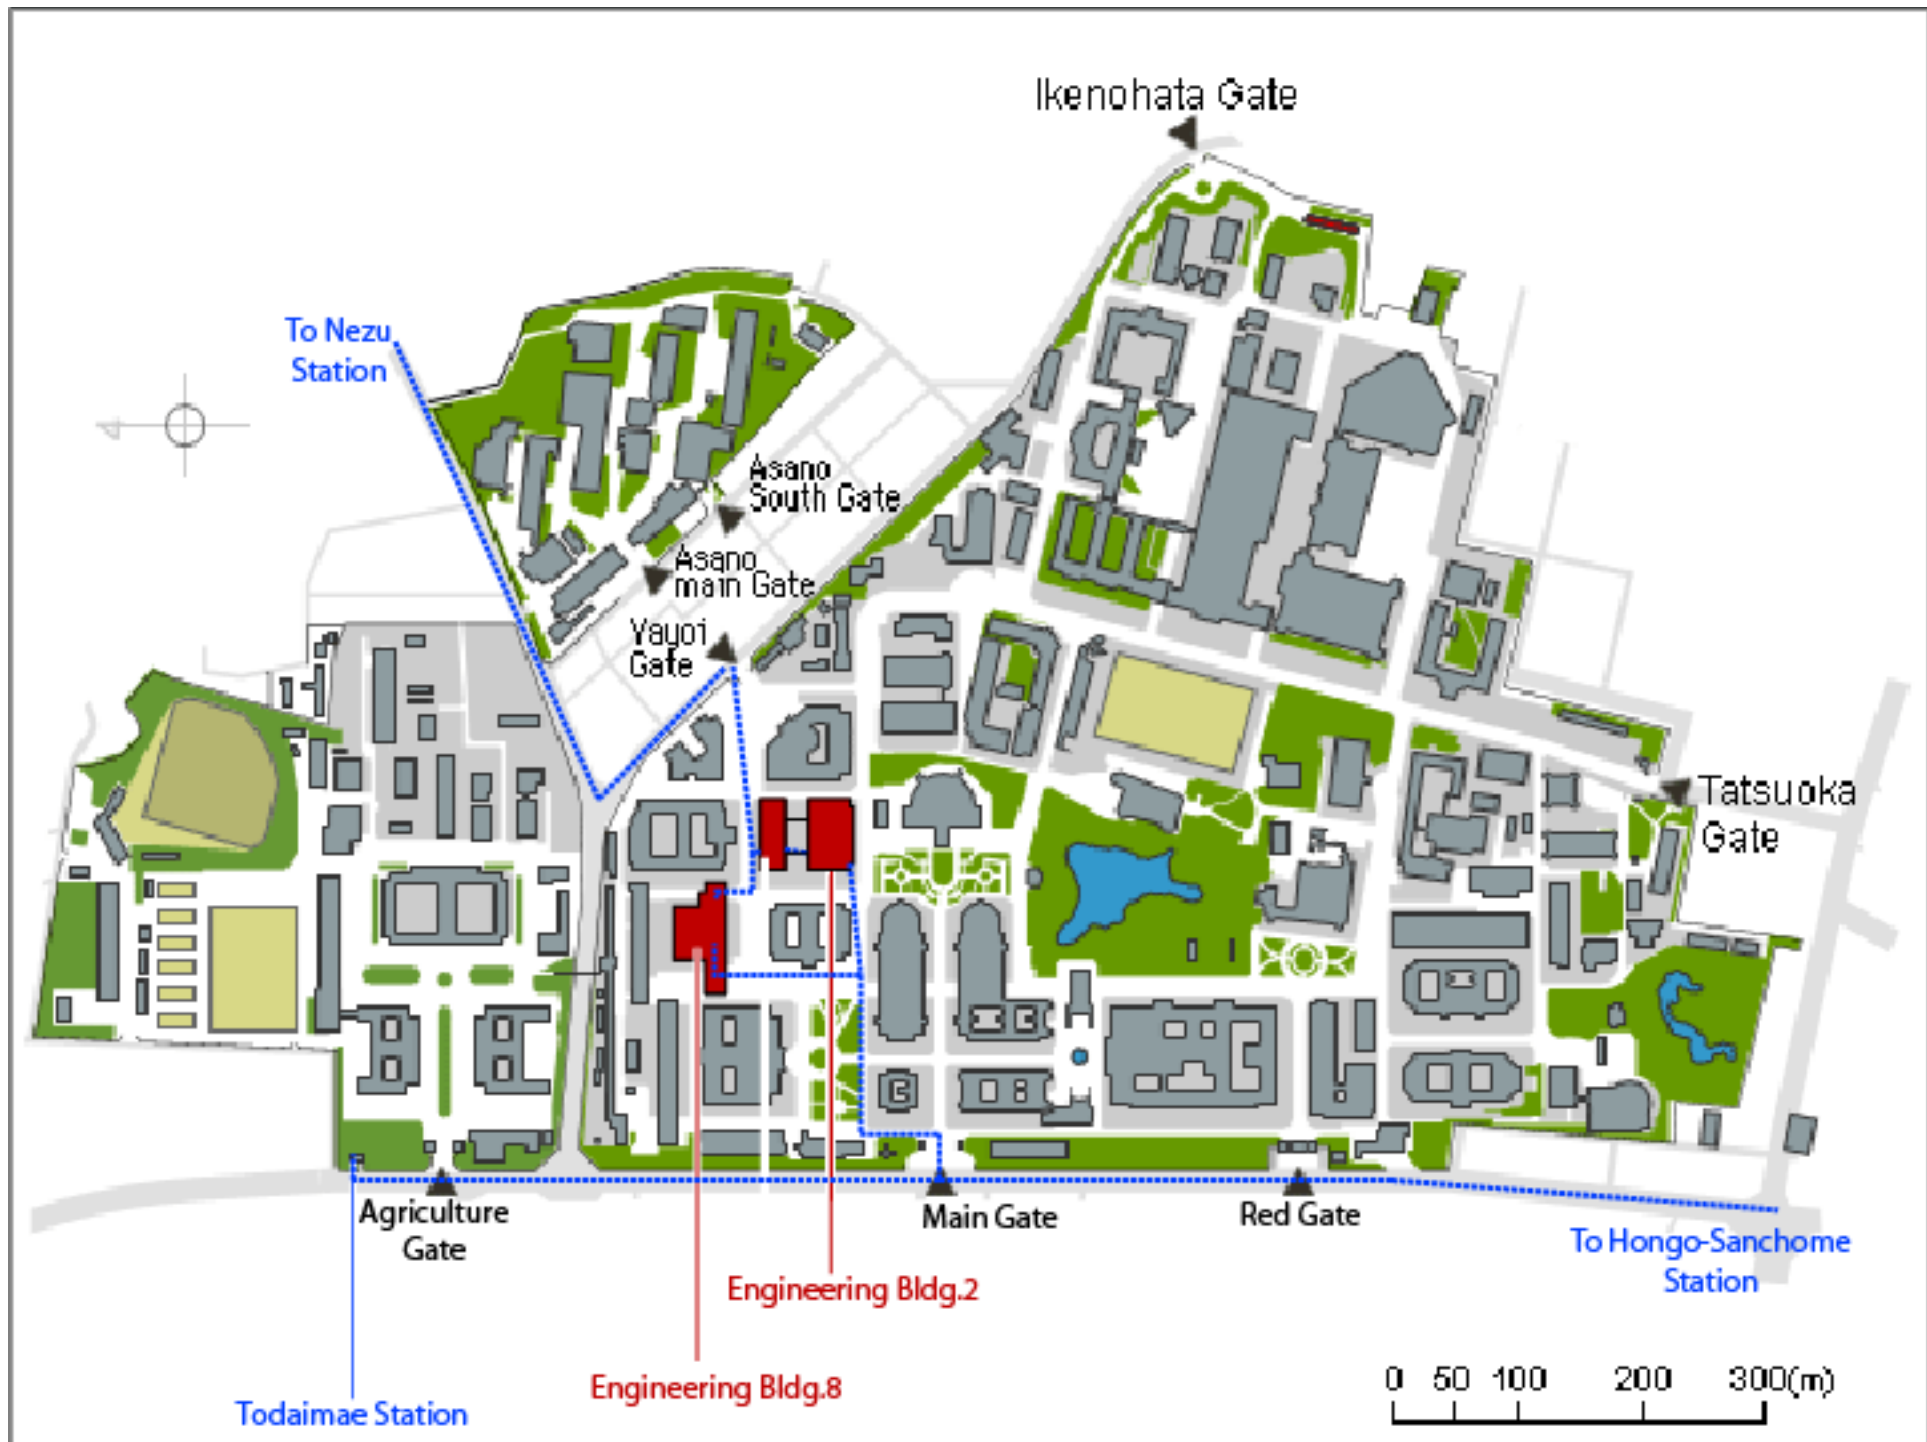 Ikenohata Gate
To Nezu
Station
Asano
South Gate
Asano
main Gate
Yayoi
Gate
Tatsuoka
Gate
Agriculture
Gate
Main Gate
Red Gate
To Hongo-Sanchome
Station
Engineering Bldg.2
Engineering Bldg.8
Todaimae Station
0 50 100 200 300(m)